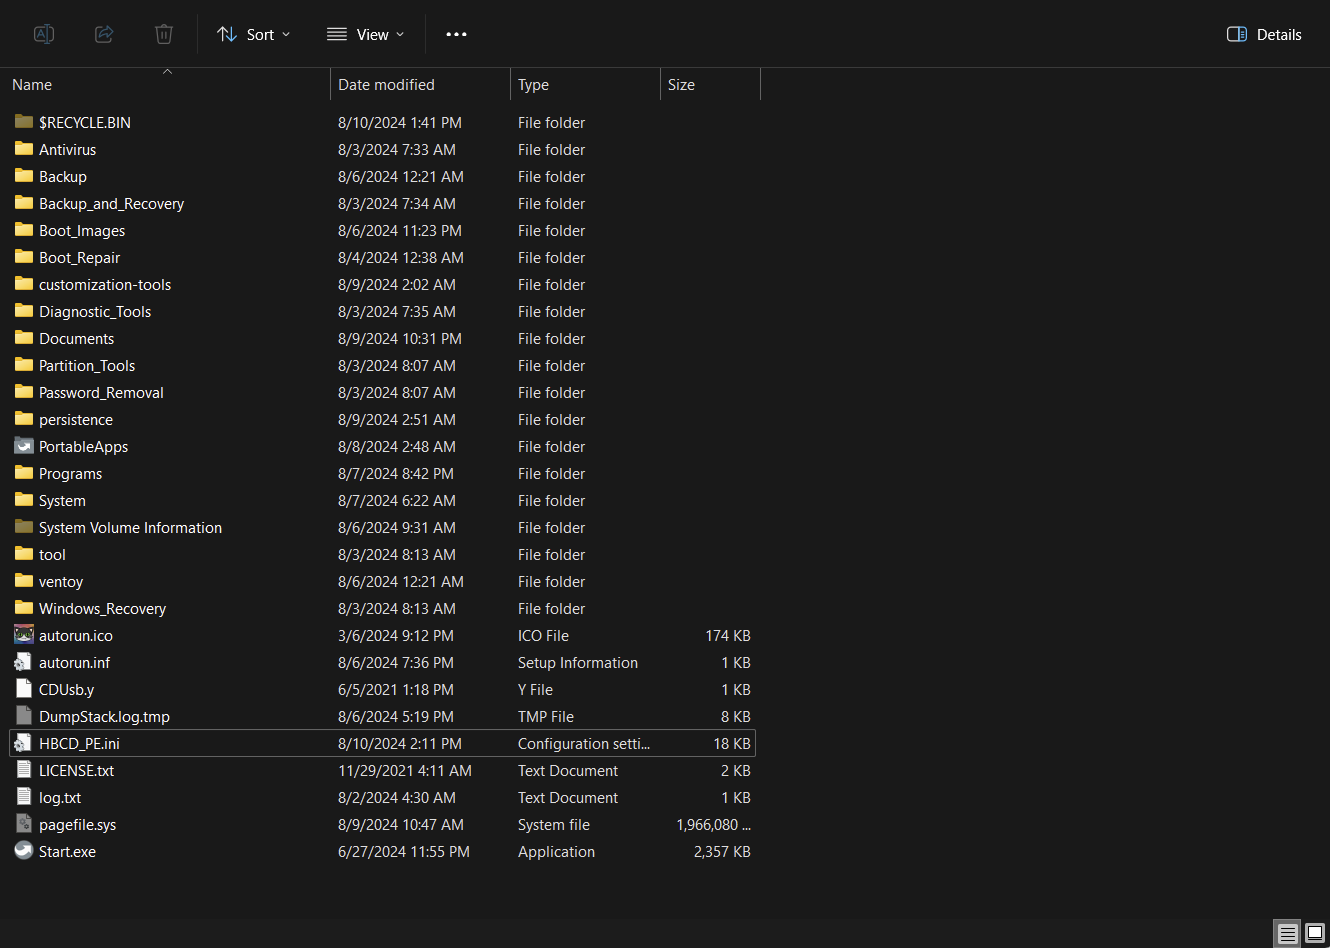 Sort View ••• Details
Name Date modified Type Size
$RECYCLE.BIN 8/10/2024 1:41 PM File folder
Antivirus 8/3/2024 7:33 AM File folder
Backup 8/6/2024 12:21 AM File folder
Backup_and_Recovery 8/3/2024 7:34 AM File folder
Boot_Images 8/6/2024 11:23 PM File folder
Boot_Repair 8/4/2024 12:38 AM File folder
customization-tools 8/9/2024 2:02 AM File folder
Diagnostic_Tools 8/3/2024 7:35 AM File folder
Documents 8/9/2024 10:31 PM File folder
Partition_Tools 8/3/2024 8:07 AM File folder
Password_Removal 8/3/2024 8:07 AM File folder
persistence 8/9/2024 2:51 AM File folder
PortableApps 8/8/2024 2:48 AM File folder
Programs 8/7/2024 8:42 PM File folder
System 8/7/2024 6:22 AM File folder
System Volume Information 8/6/2024 9:31 AM File folder
tool 8/3/2024 8:13 AM File folder
ventoy 8/6/2024 12:21 AM File folder
Windows_Recovery 8/3/2024 8:13 AM File folder
autorun.ico 3/6/2024 9:12 PM ICO File 174 KB
autorun.inf 8/6/2024 7:36 PM Setup Information 1 KB
CDUsb.y 6/5/2021 1:18 PM Y File 1 KB
DumpStack.log.tmp 8/6/2024 5:19 PM TMP File 8 KB
HBCD_PE.ini 8/10/2024 2:11 PM Configuration setti... 18 KB
LICENSE.txt 11/29/2021 4:11 AM Text Document 2 KB
log.txt 8/2/2024 4:30 AM Text Document 1 KB
pagefile.sys 8/9/2024 10:47 AM System file 1,966,080 ...
Start.exe 6/27/2024 11:55 PM Application 2,357 KB